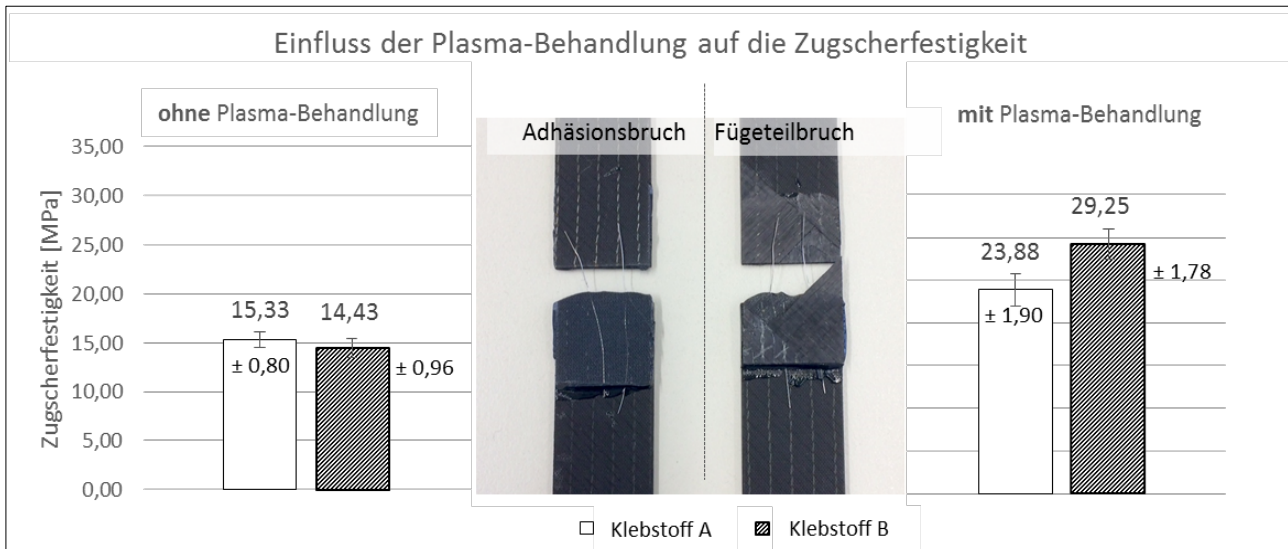 Einfluss der Plasma-Behandlung auf die Zugscherfestigkeit
ohne Plasma-Behandlung
Adhäsionsbruch
Fügeteilbruch
mit Plasma-Behandlung
Zugscherfestigkeit [MPa]
35,00
30,00
25,00
20,00
15,00
10,00
5,00
0,00
15,33
14,43
± 0,80
± 0,96
23,88
29,25
± 1,90
± 1,78
Klebstoff A
Klebstoff B